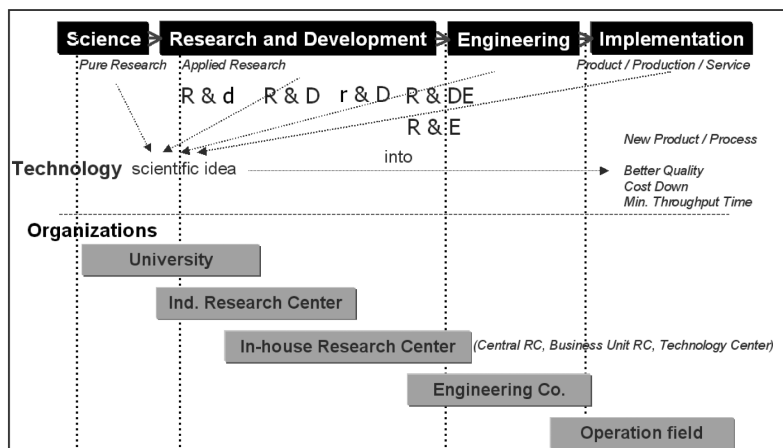 Science > Research and Development > Engineering > Implementation
Pure Research Applied Research Product / Production / Service
R & d R & D r & D R & DE
R & E
New Product / Process
into
Technology scientific idea Better Quality
Cost Down
Min. Throughput Time
Organizations
University
Ind. Research Center
In-house Research Center (Central RC, Business Unit RC, Technology Center)
Engineering Co.
Operation field